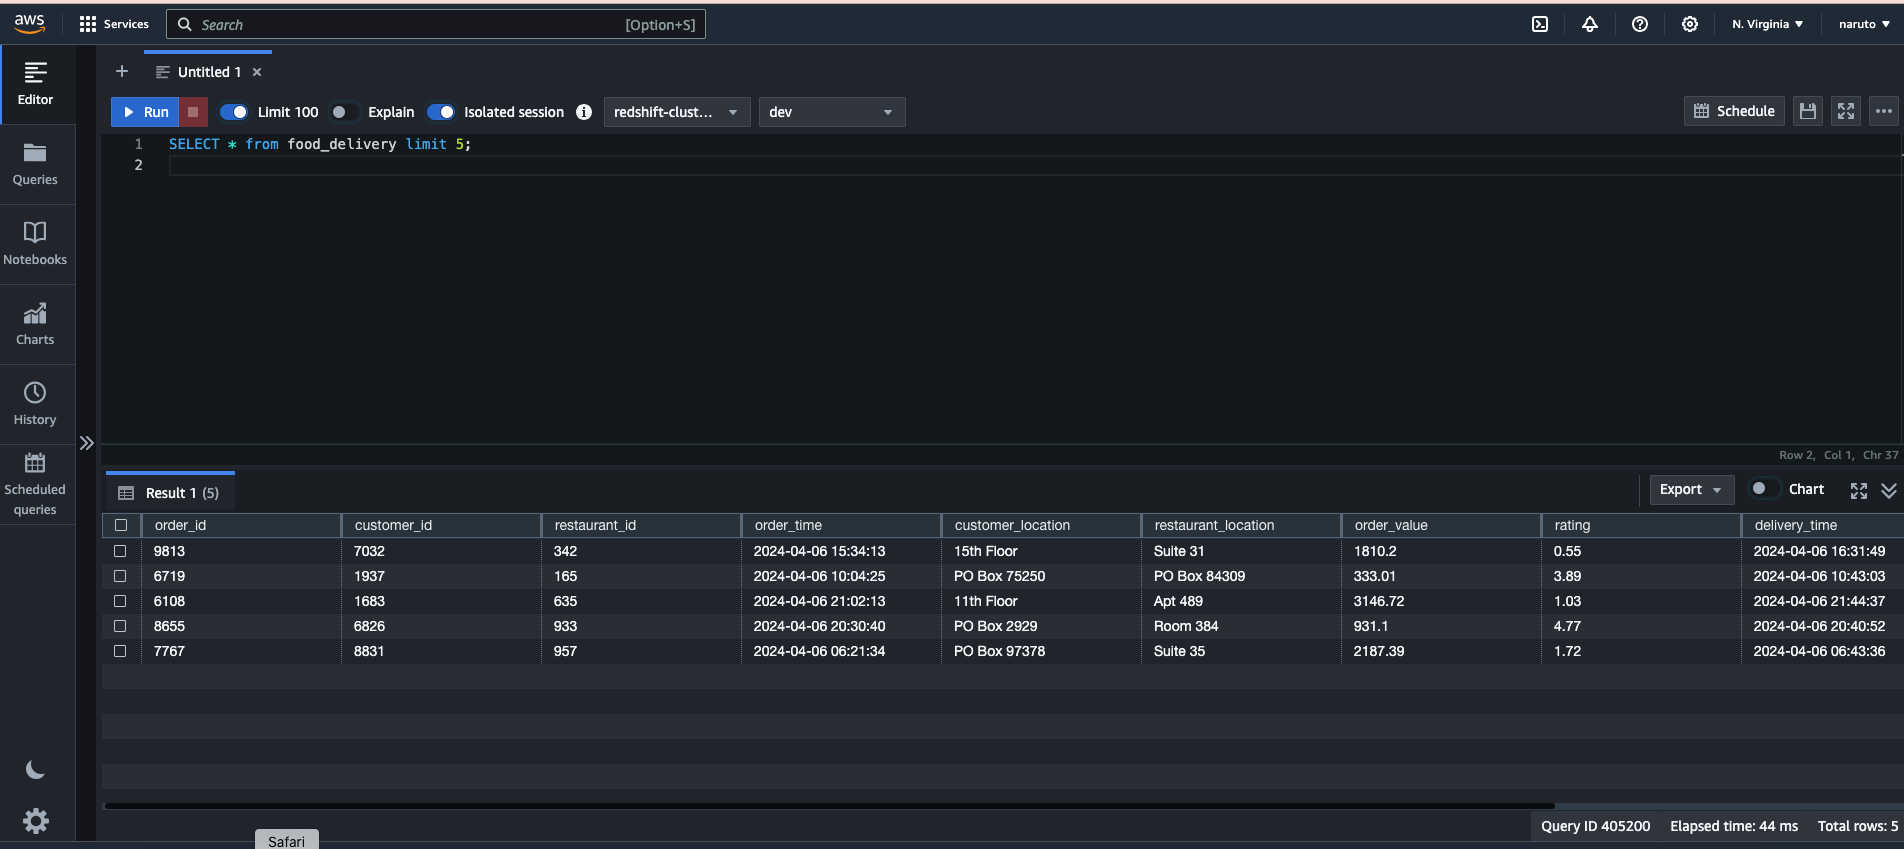 aws Services Search [Option+S] N. Virginia naruto
Editor
Queries
Notebooks
Charts
History
Scheduled
queries
Untitled 1
Run Limit 100 Explain Isolated session redshift-clust... dev Schedule
1 SELECT * from food_delivery limit 5;
2
Row 2, Col 1, Chr 37
Result 1 (5) Export Chart
order_id customer_id restaurant_id order_time customer_location restaurant_location order_value rating delivery_time
9813 7032 342 2024-04-06 15:34:13 15th Floor Suite 31 1810.2 0.55 2024-04-06 16:31:49
6719 1937 165 2024-04-06 10:04:25 PO Box 75250 PO Box 84309 333.01 3.89 2024-04-06 10:43:03
6108 1683 635 2024-04-06 21:02:13 11th Floor Apt 489 3146.72 1.03 2024-04-06 21:44:37
8655 6826 933 2024-04-06 20:30:40 PO Box 2929 Room 384 931.1 4.77 2024-04-06 20:40:52
7767 8831 957 2024-04-06 06:21:34 PO Box 97378 Suite 35 2187.39 1.72 2024-04-06 06:43:36
Query ID 405200 Elapsed time: 44 ms Total rows: 5
Safari